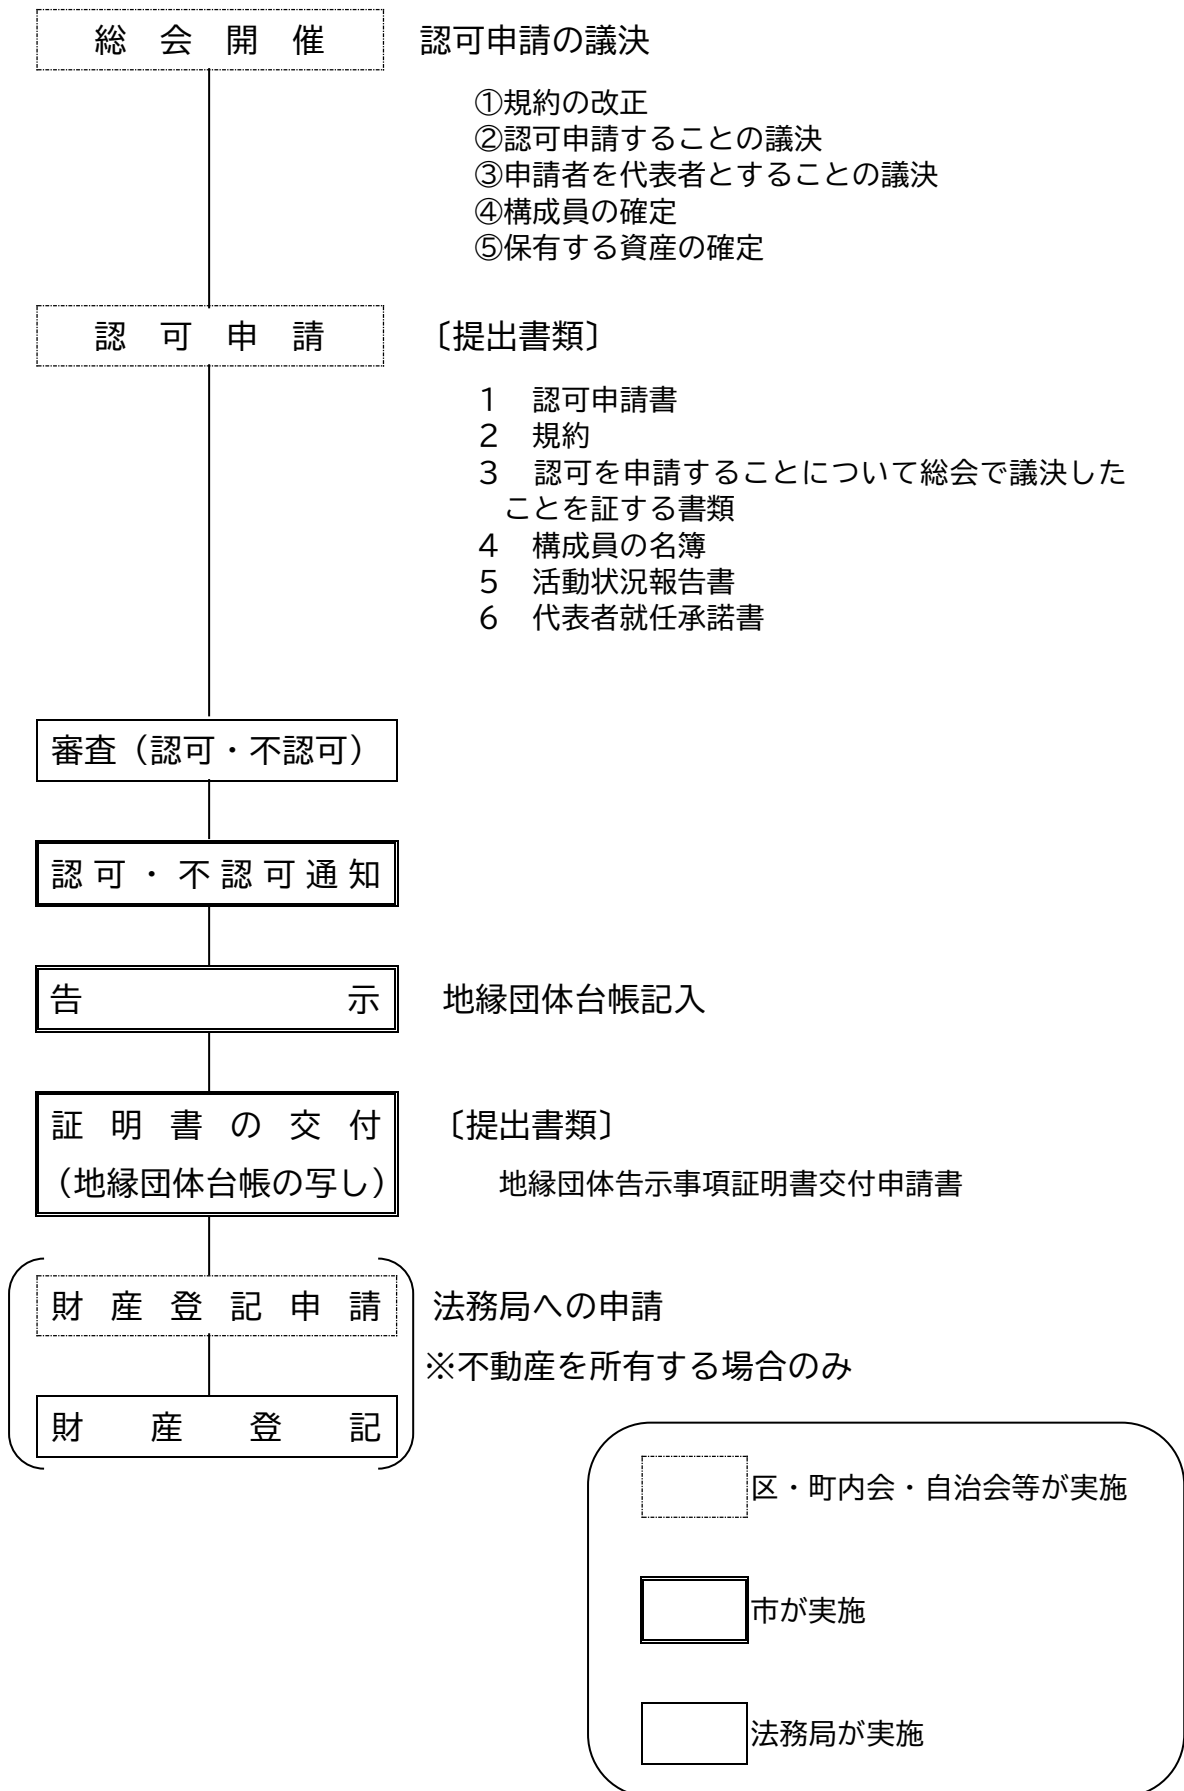 総会開催　認可申請の議決
①規約の改正
②認可申請することの議決
③申請者を代表者とすることの議決
④構成員の確定
⑤保有する資産の確定
認可申請　〔提出書類〕
１　認可申請書
２　規約
３　認可を申請することについて総会で議決した
ことを証する書類
４　構成員の名簿
５　活動状況報告書
６　代表者就任承諾書
審査（認可・不認可）
認可・不認可通知
告示　地縁団体台帳記入
証明書の交付　〔提出書類〕
（地縁団体台帳の写し）　地縁団体告示事項証明書交付申請書
財産登記申請　法務局への申請
※不動産を所有する場合のみ
財産登記
区・町内会・自治会等が実施
市が実施
法務局が実施